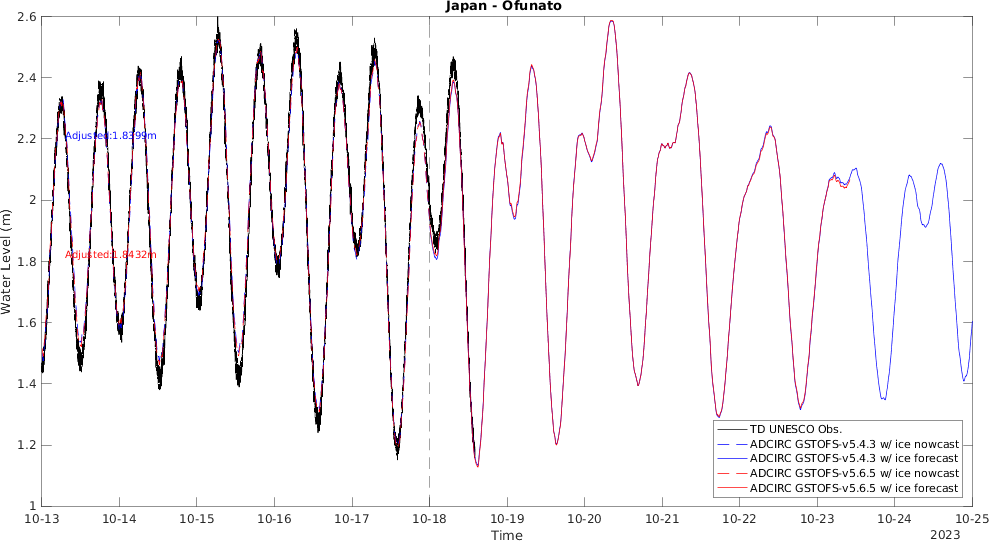 Japan - Ofunato
2.6
2.4
2.2
2
1.8
1.6
1.4
1.2
1
Water Level (m)
Adjusted:1.8399m
Adjusted:1.8432m
TD UNESCO Obs.
ADCIRC GSTOFS-v5.4.3 w/ ice nowcast
ADCIRC GSTOFS-v5.4.3 w/ ice forecast
ADCIRC GSTOFS-v5.6.5 w/ ice nowcast
ADCIRC GSTOFS-v5.6.5 w/ ice forecast
10-13 10-14 10-15 10-16 10-17 10-18 10-19 10-20 10-21 10-22 10-23 10-24 10-25
Time
2023